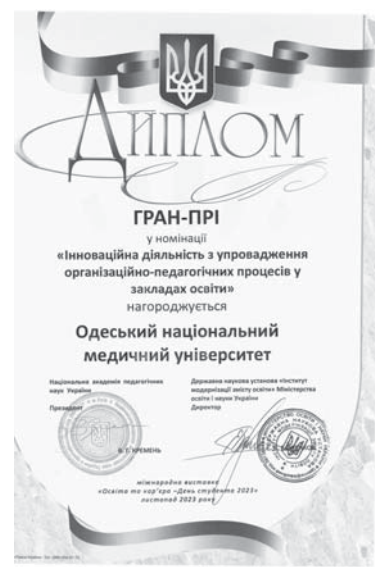 ДИПЛОМ
ГРАН-ПРІ
у номінації
«Інноваційна діяльність з упровадження
організаційно-педагогічних процесів у
закладах освіти»
нагороджується
Одеський національний
медичний університет
Національна академія педагогічних
наук України
Президент
В. Г. КРЕМЕНЬ
Державна наукова установа «Інститут
модернізації змісту освіти» Міністерства
освіти і науки України
Директор
міжнародна виставка
«Освіта та кар'єра –День студента 2023»
листопад 2023 року